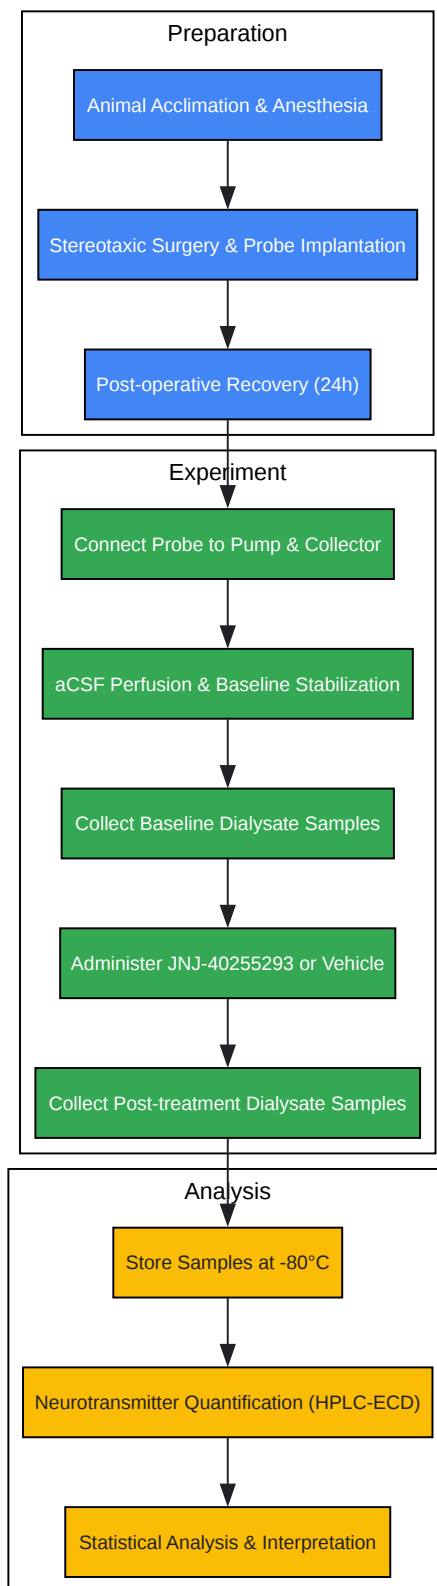 Preparation
Animal Acclimation & Anesthesia
Stereotaxic Surgery & Probe Implantation
Post-operative Recovery (24h)
Experiment
Connect Probe to Pump & Collector
aCSF Perfusion & Baseline Stabilization
Collect Baseline Dialysate Samples
Administer JNJ-40255293 or Vehicle
Collect Post-treatment Dialysate Samples
Analysis
Store Samples at -80°C
Neurotransmitter Quantification (HPLC-ECD)
Statistical Analysis & Interpretation